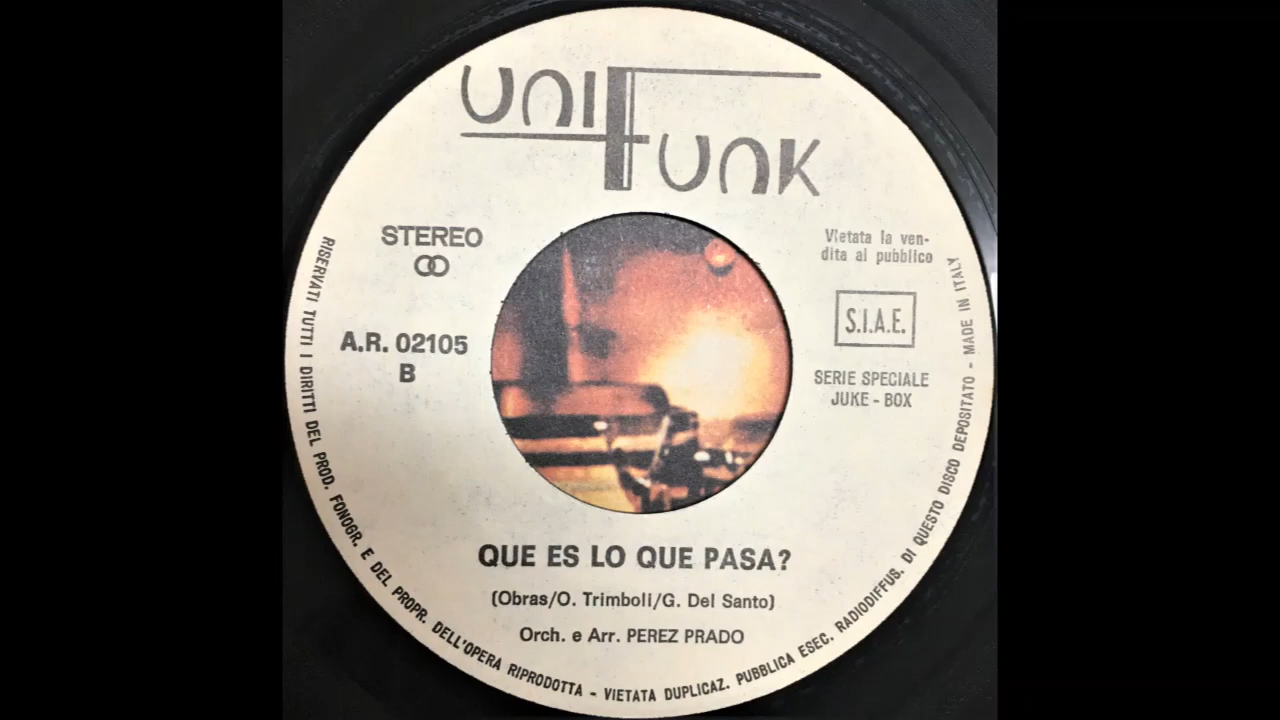 UNI FUNK
STEREO
Vietata la ven-
dita al pubblico
S.I.A.E.
A.R. 02105
B
SERIE SPECIALE
JUKE - BOX
QUE ES LO QUE PASA?
(Obras/O. Trimboli/G. Del Santo)
Orch. e Arr. PEREZ PRADO
RISERVATI TUTTI I DIRITTI DEL PROD. FONOGR. E DEL PROPR. DELL'OPERA RIPRODOTTA - VIETATA DUPLICAZ. PUBBLICA ESEC. RADIODIFFUS. DI QUESTO DISCO DEPOSITATO - MADE IN ITALY